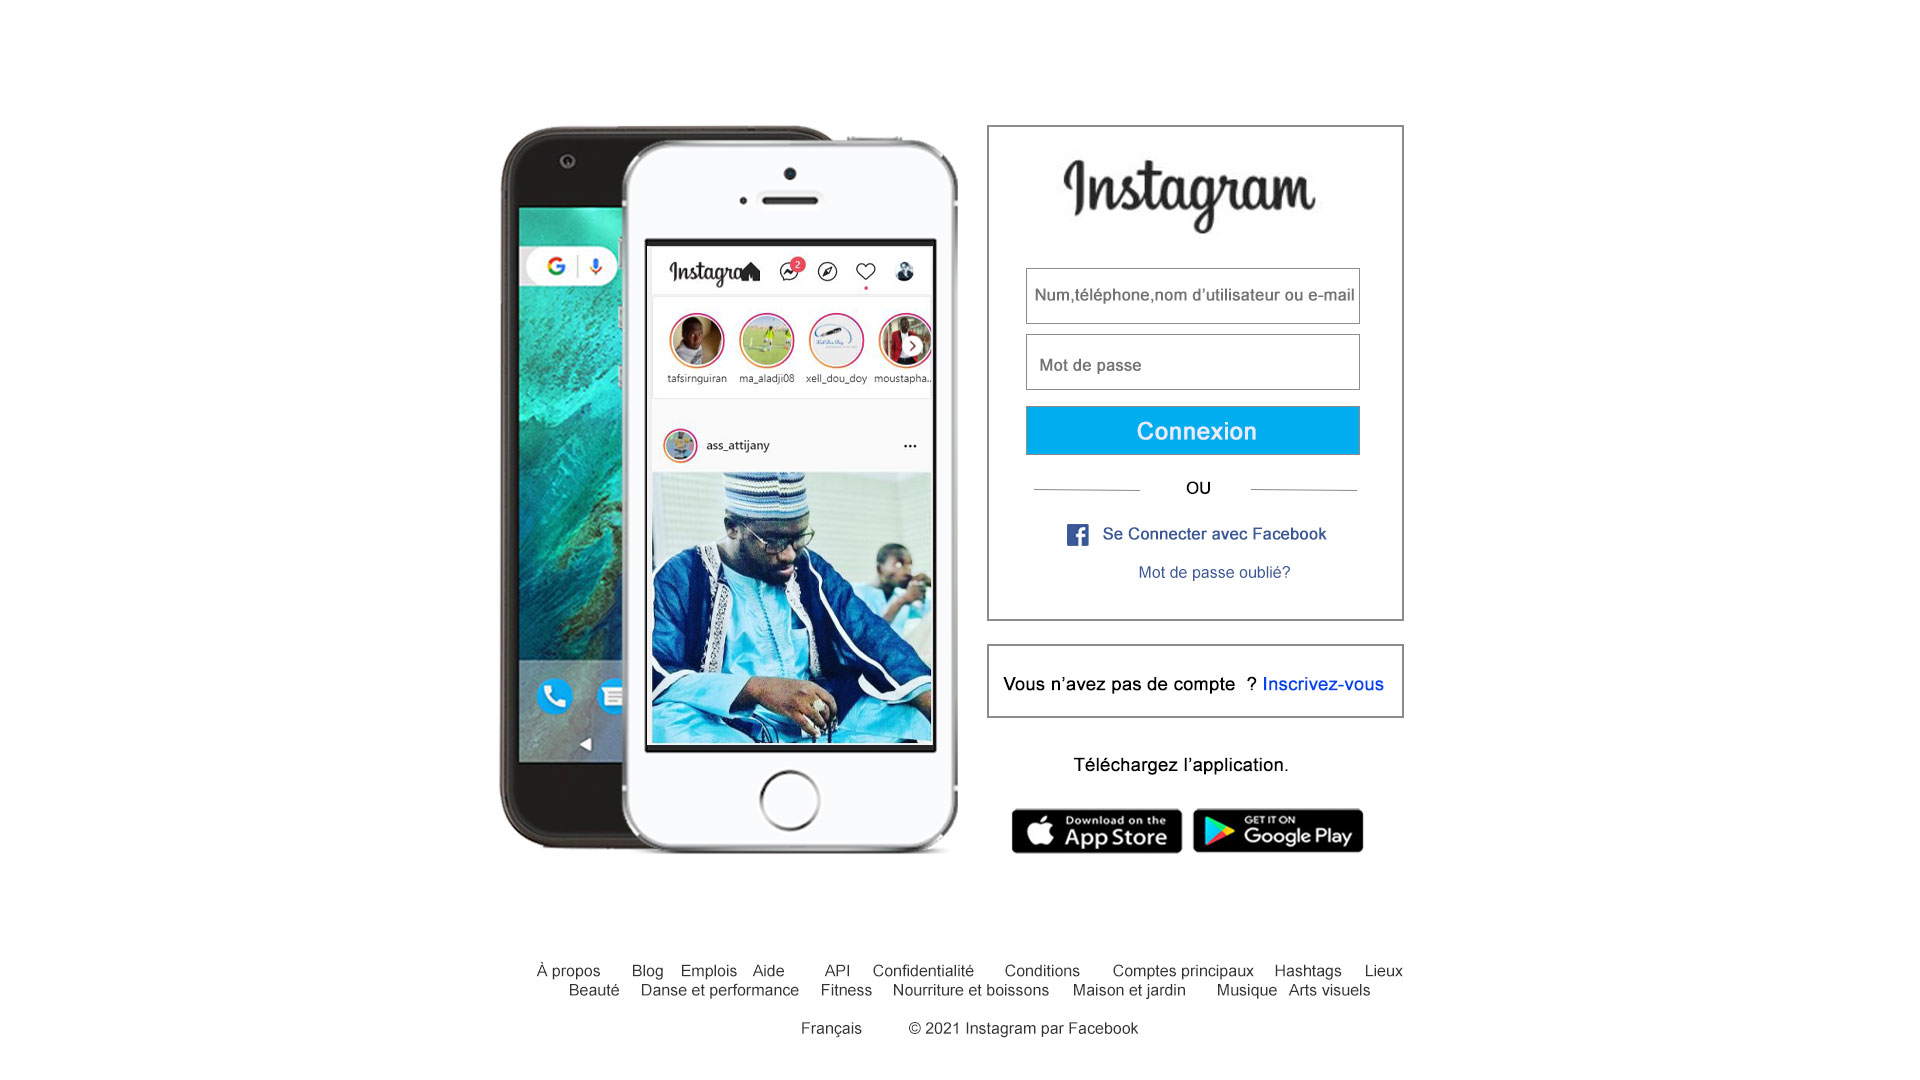 Instagra
2
tafsirnguiran ma_aladji08 xell_dou_doy moustapha...
ass_attijany
Instagram
Num,téléphone,nom d’utilisateur ou e-mail
Mot de passe
Connexion
OU
Se Connecter avec Facebook
Mot de passe oublié?
Vous n’avez pas de compte ? Inscrivez-vous
Téléchargez l’application.
Download on the
App Store
GET IT ON
Google Play
À propos Blog Emplois Aide API Confidentialité Conditions Comptes principaux Hashtags Lieux
Beauté Danse et performance Fitness Nourriture et boissons Maison et jardin Musique Arts visuels
Français © 2021 Instagram par Facebook